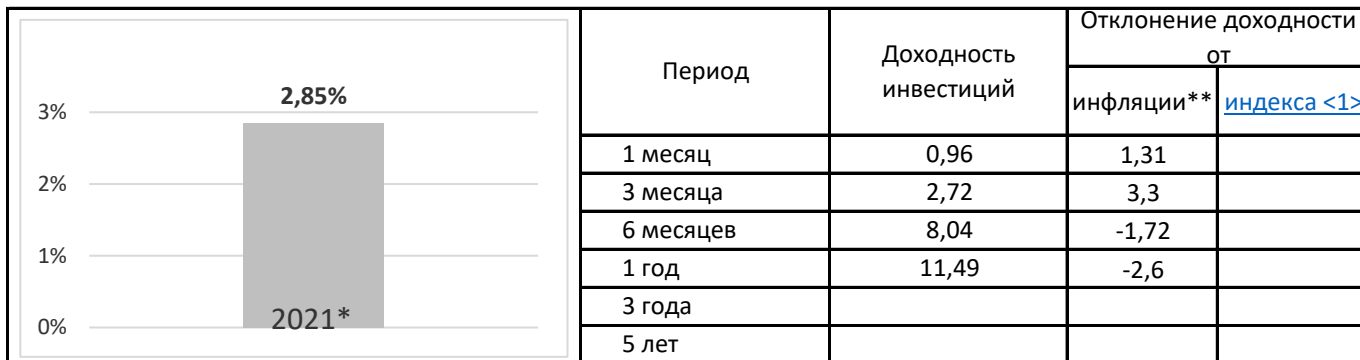 2,85%
3%
2%
1%
0%
2021*
Период
Доходность
инвестиций
Отклонение доходности
от
инфляции**
индекса <1>
1 месяц 0,96 1,31
3 месяца 2,72 3,3
6 месяцев 8,04 -1,72
1 год 11,49 -2,6
3 года
5 лет